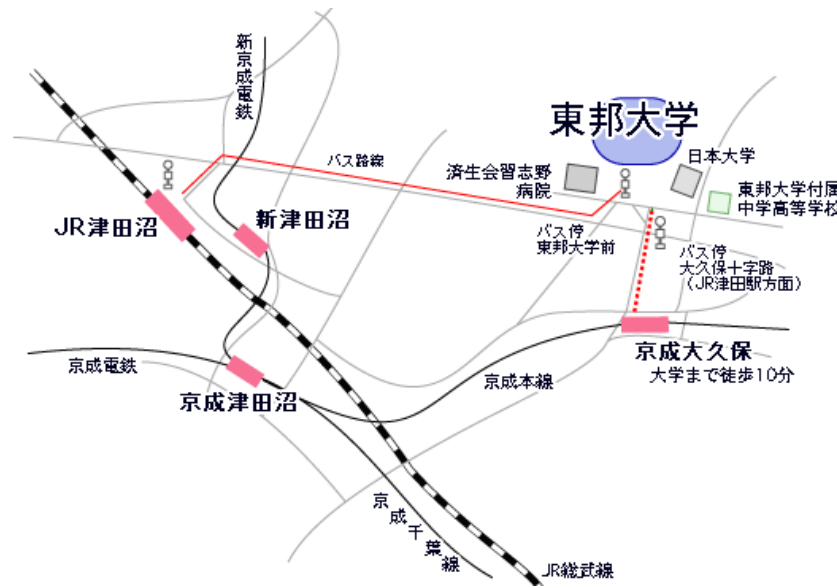 新京成電鉄
東邦大学
バス路線
済生会習志野
病院
日本大学
東邦大学付属
中学高等学校
JR津田沼
新津田沼
バス停
東邦大学前
バス停
大久保十字路
（JR津田駅方面）
京成電鉄
京成津田沼
京成本線
京成大久保
大学まで徒歩10分
京成千葉線
JR総武線